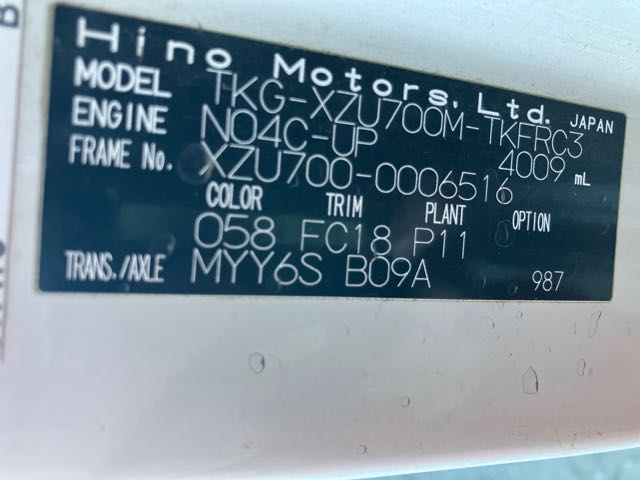 B
Hino Motors, Ltd. JAPAN
MODEL TKG-XZU700M-TKFRC3
ENGINE N04C-UP 4009 mL
FRAME No. XZU700-0006516
COLOR TRIM PLANT OPTION
058 FC18 P11
TRANS./AXLE MYY6S B09A 987